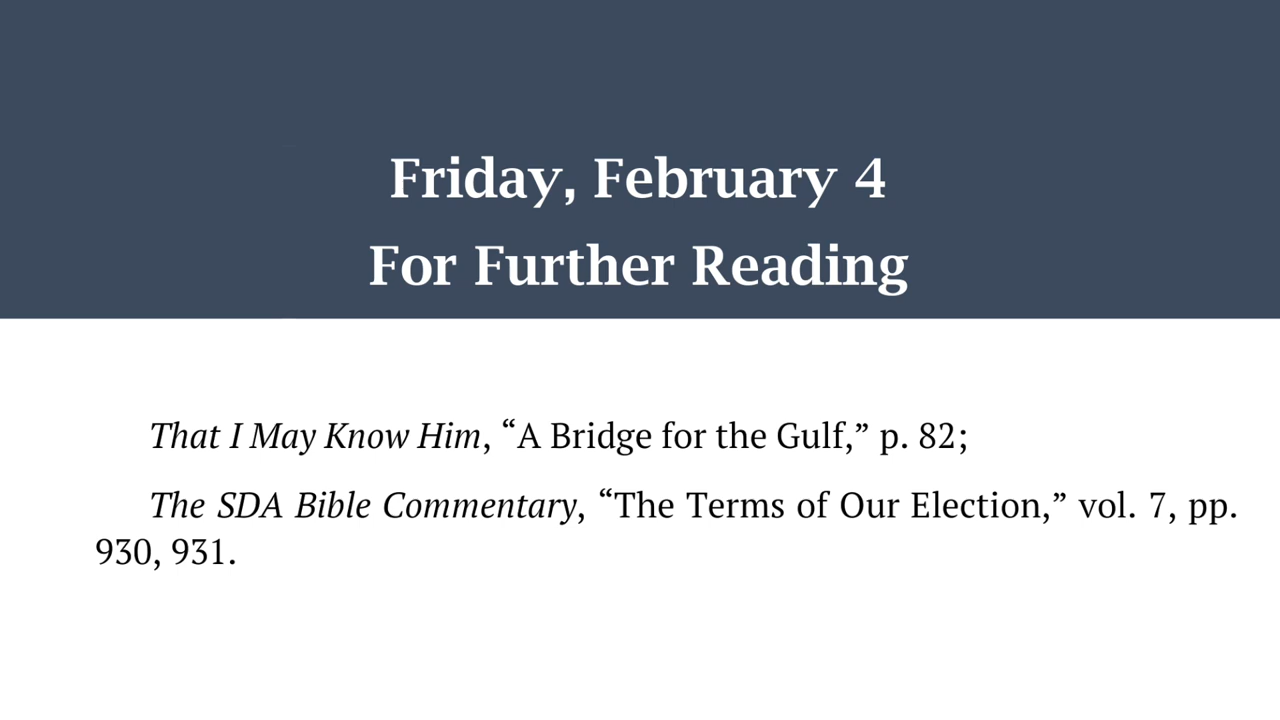 Friday, February 4
For Further Reading
That I May Know Him, “A Bridge for the Gulf,” p. 82;
The SDA Bible Commentary, “The Terms of Our Election,” vol. 7, pp.
930, 931.